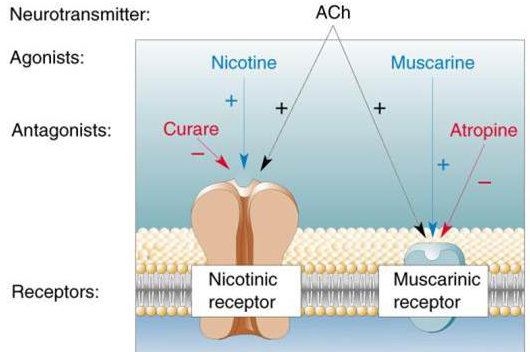 Neurotransmitter:
ACh
Agonists:
Nicotine
Muscarine
+
+
+
Antagonists:
Curare
Atropine
−
+
−
Receptors:
Nicotinic
receptor
Muscarinic
receptor